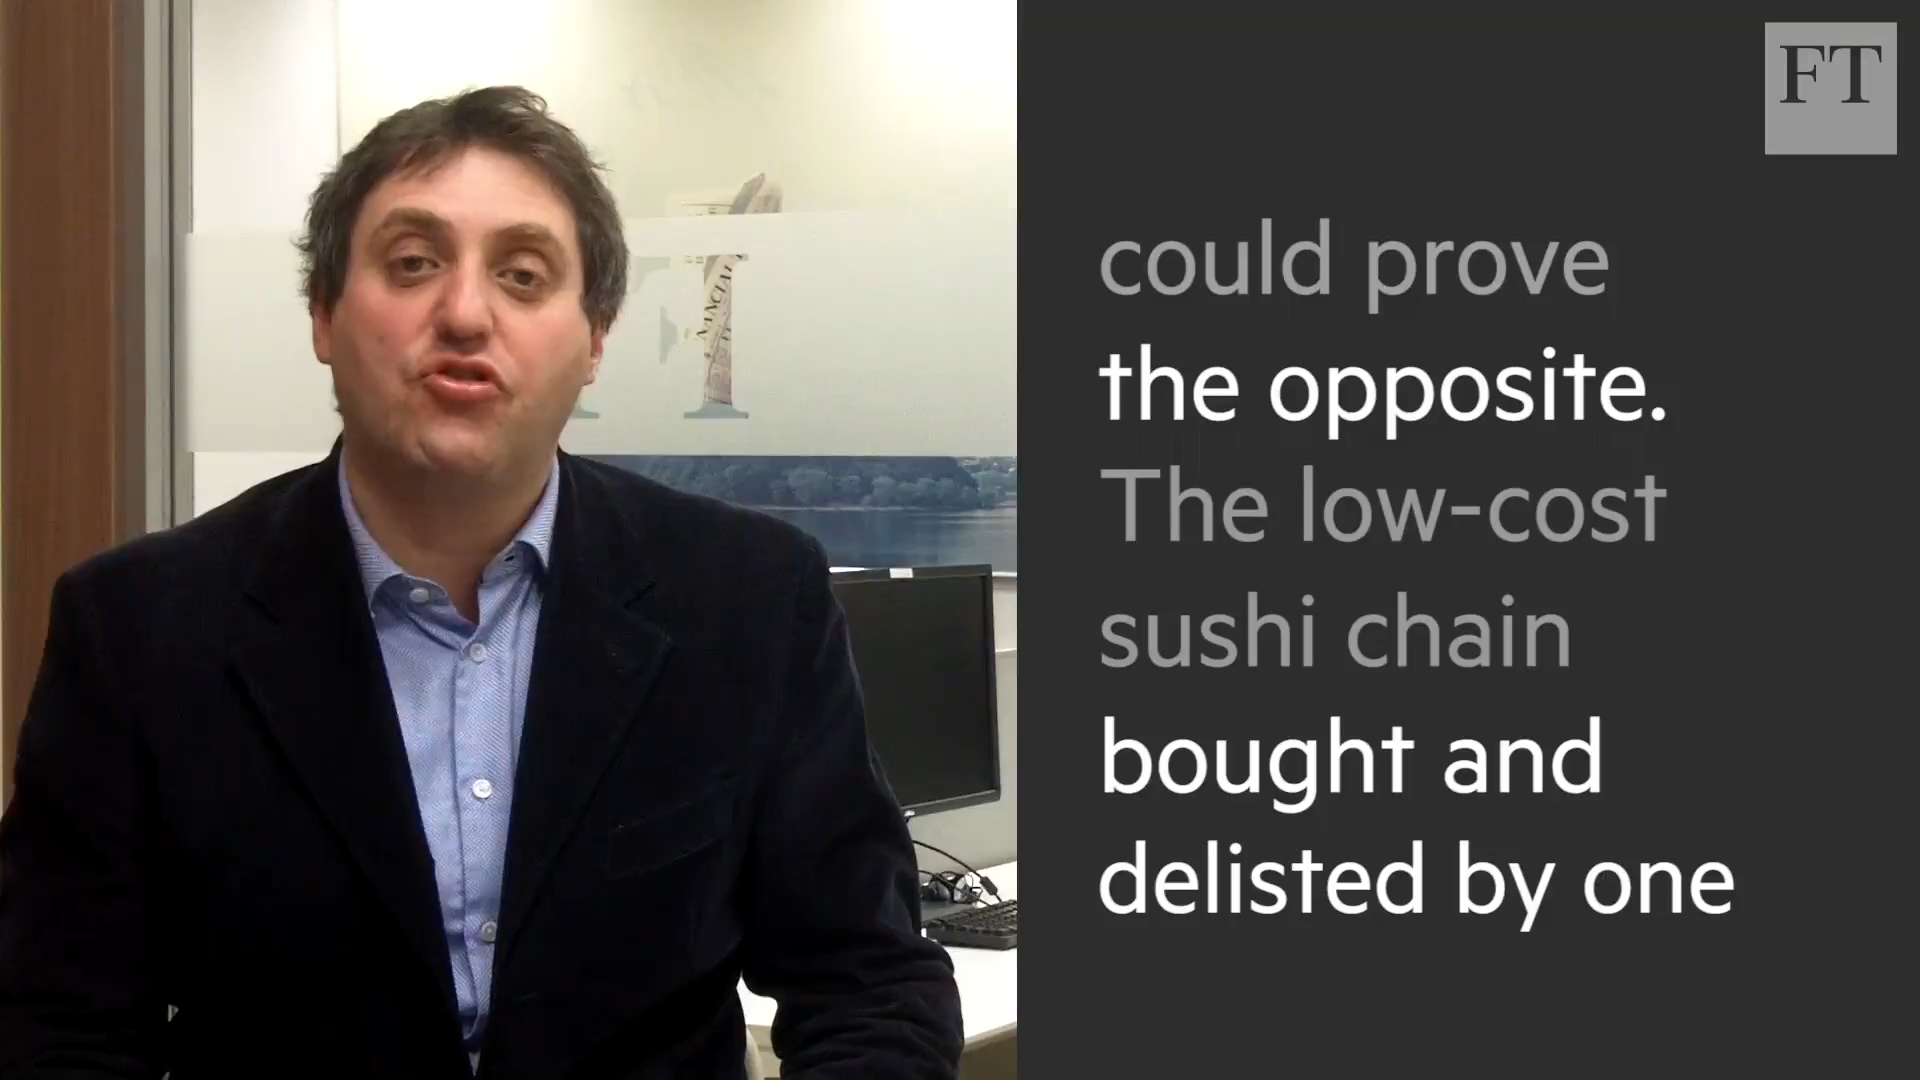 FT
could prove
the opposite.
The low-cost
sushi chain
bought and
delisted by one